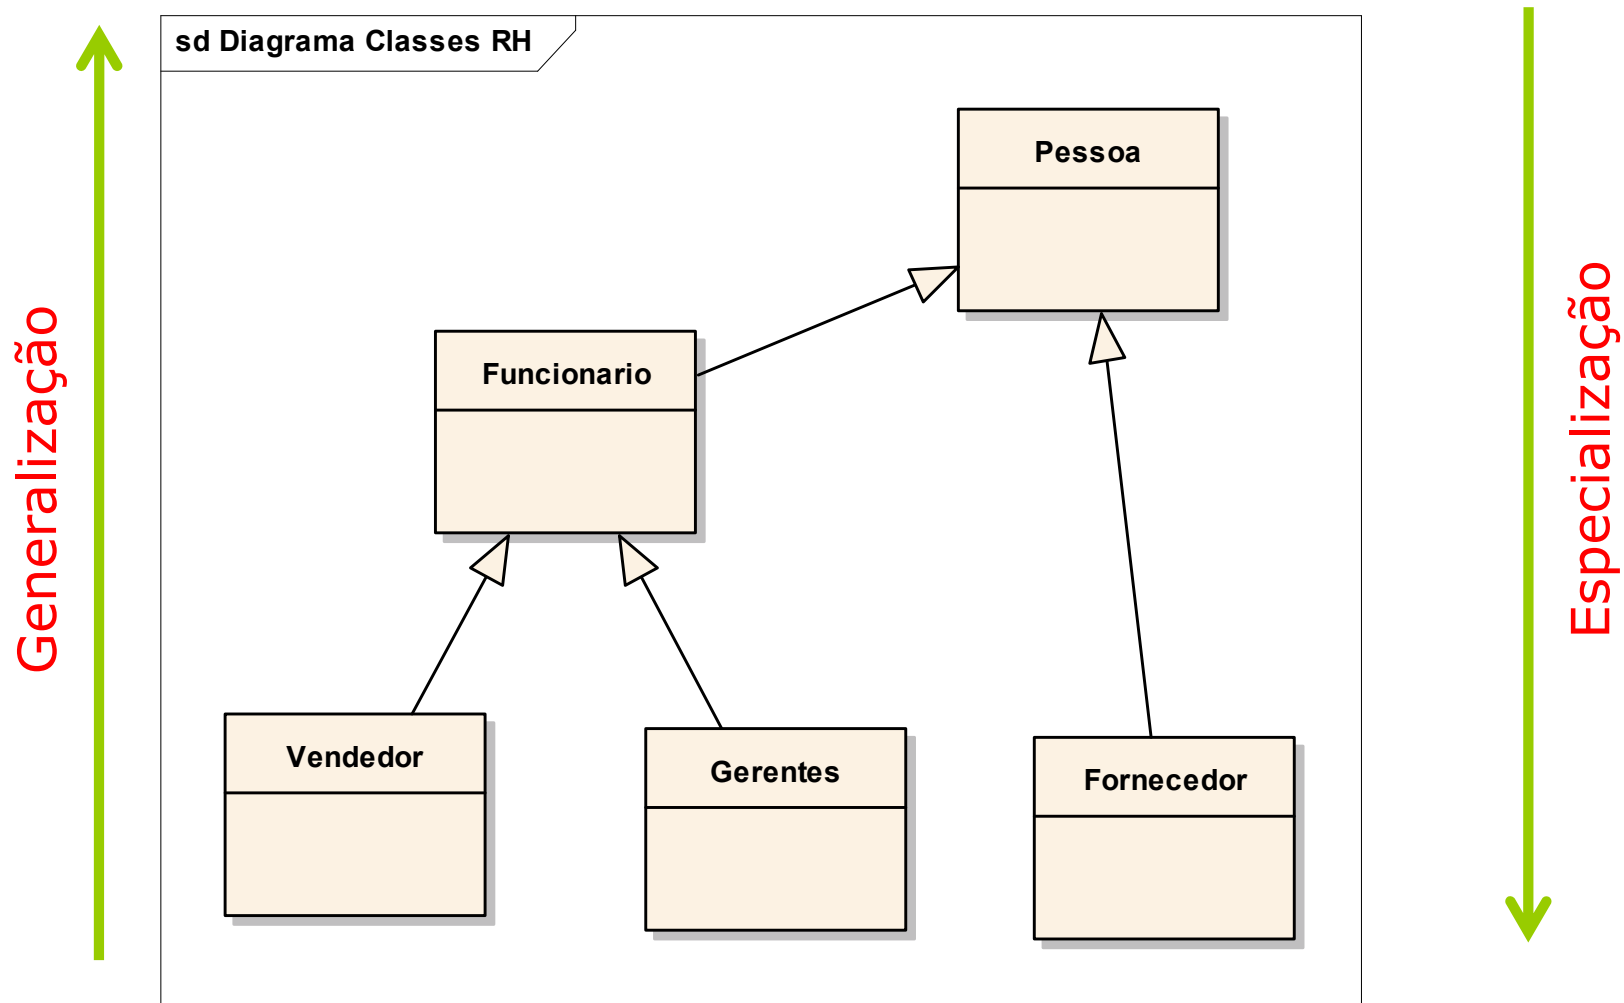 sd Diagrama Classes RH
Pessoa
Generalização
Especialização
Funcionario
Vendedor
Gerentes
Fornecedor